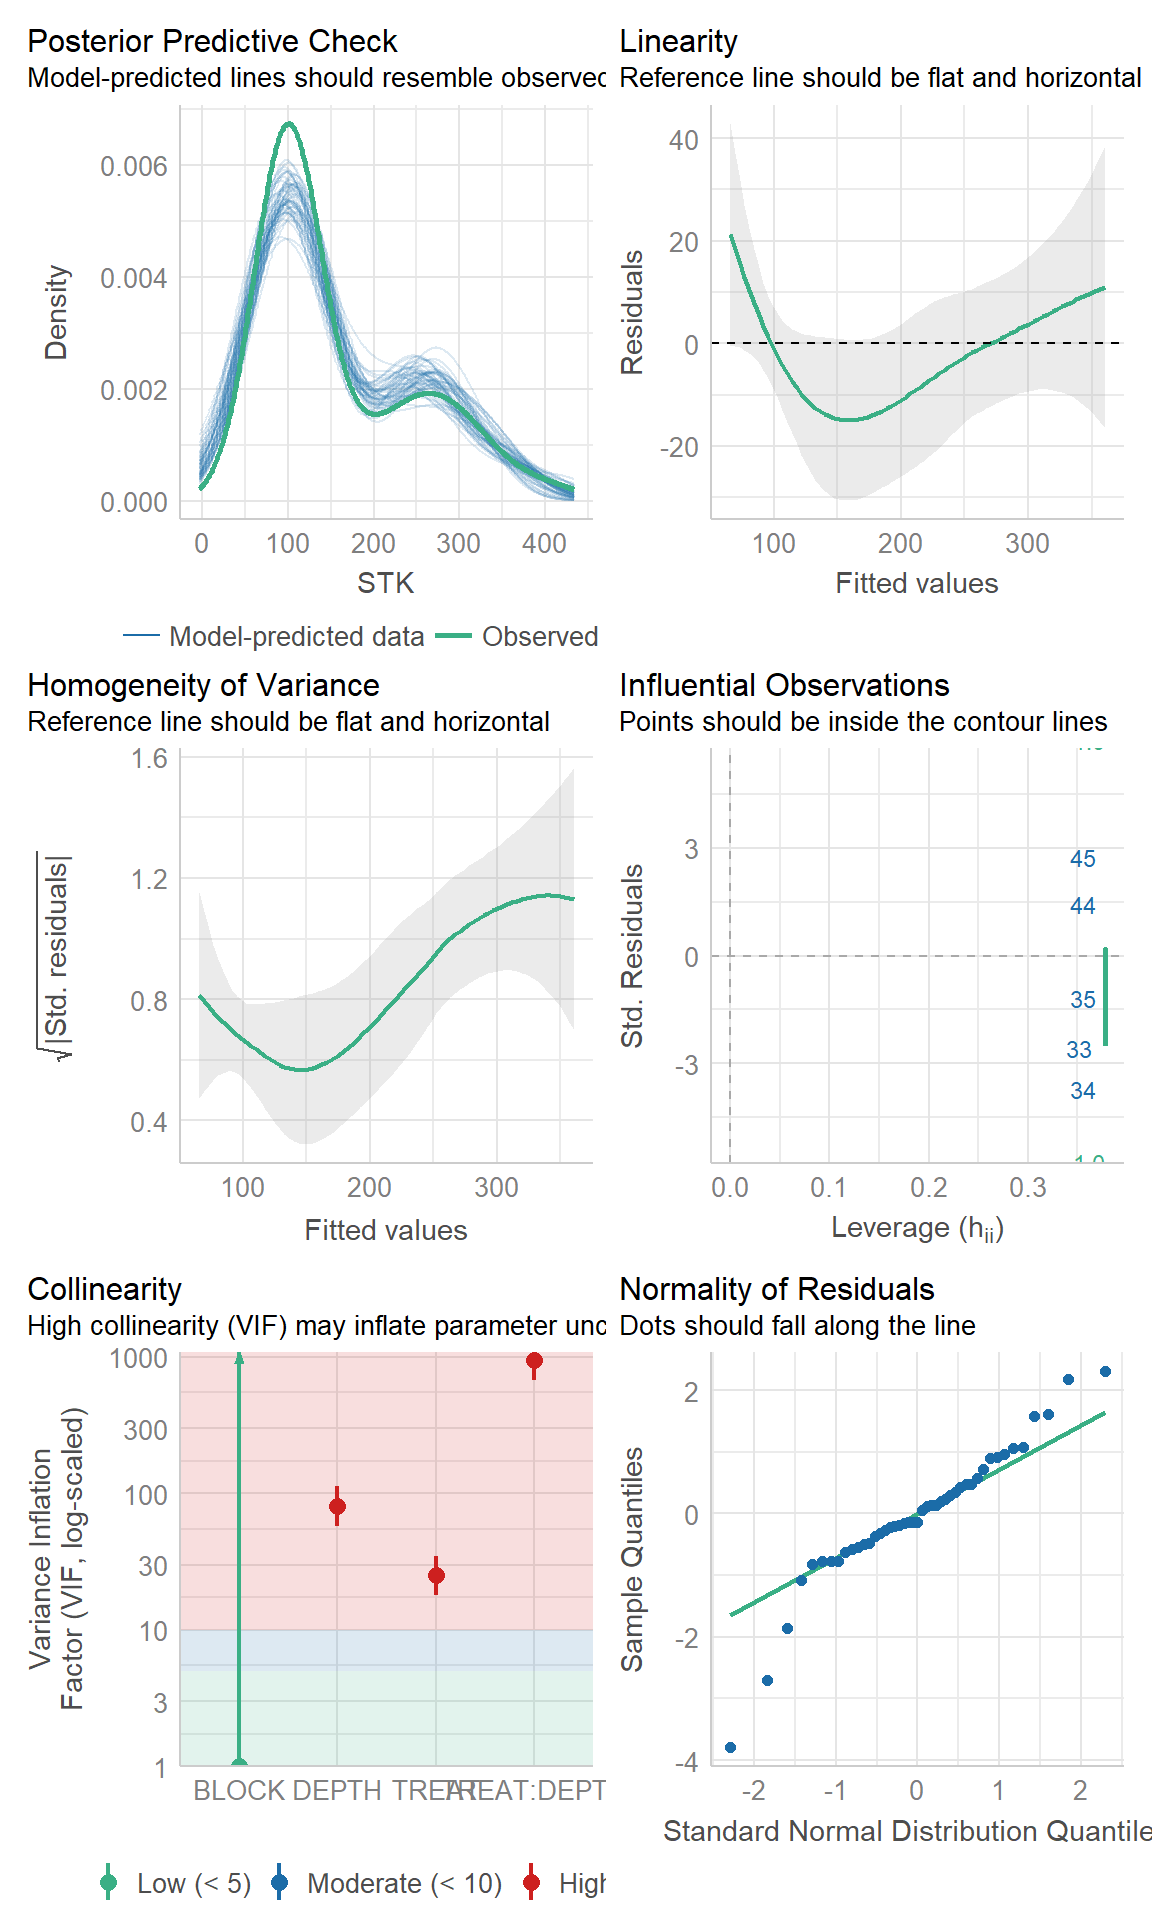 Posterior Predictive Check
Model-predicted lines should resemble observed
0.006
0.004
0.002
0.000
Density
0
100
200
300
400
STK
Model-predicted data
Observed
Linearity
Reference line should be flat and horizontal
40
20
0
-20
Residuals
100
200
300
Fitted values
Homogeneity of Variance
Reference line should be flat and horizontal
1.6
1.2
0.8
0.4
√|Std. residuals|
100
200
300
Fitted values
Influential Observations
Points should be inside the contour lines
3
0
-3
Std. Residuals
45
44
35
33
34
1.0
0.0
0.1
0.2
0.3
Leverage (hii)
Collinearity
High collinearity (VIF) may inflate parameter unc
1000
300
100
30
10
3
1
Variance Inflation
Factor (VIF, log-scaled)
BLOCK
DEPTH
TREAT
TREAT:DEPT
Low (< 5)
Moderate (< 10)
High
Normality of Residuals
Dots should fall along the line
2
0
-2
-4
Sample Quantiles
-2
-1
0
1
2
Standard Normal Distribution Quantile